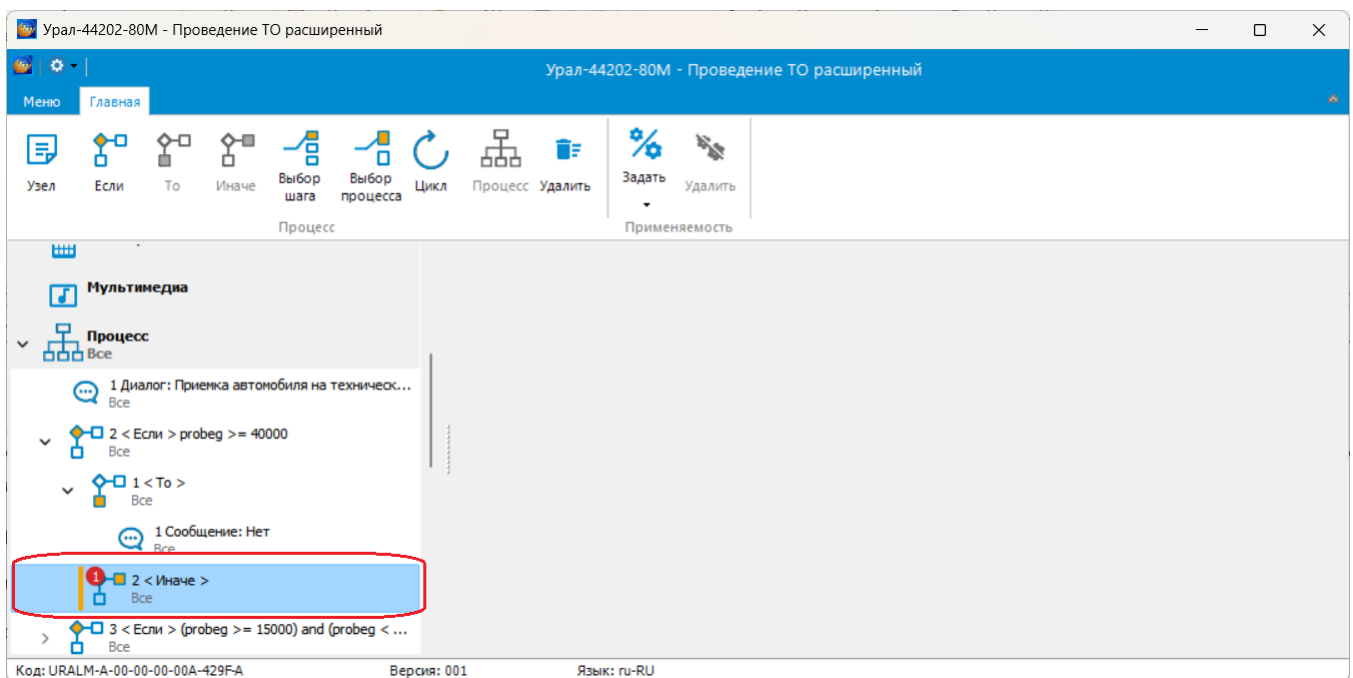 Урал-44202-80М - Проведение ТО расширенный
Урал-44202-80М - Проведение ТО расширенный
Меню Главная
Узел Если То Иначе Выбор шага Выбор процесса Цикл Процесс Удалить Задать Удалить
Процесс Применяемость
Мультимедиа
Процесс
Все
1 Диалог: Приемка автомобиля на техническ...
Все
2 < Если > probeg >= 40000
Все
1 < То >
Все
1 Сообщение: Нет
Все
1 2 < Иначе >
Все
3 < Если > (probeg >= 15000) and (probeg < ...
Все
Код: URALM-A-00-00-00-00A-429F-A Версия: 001 Язык: ru-RU